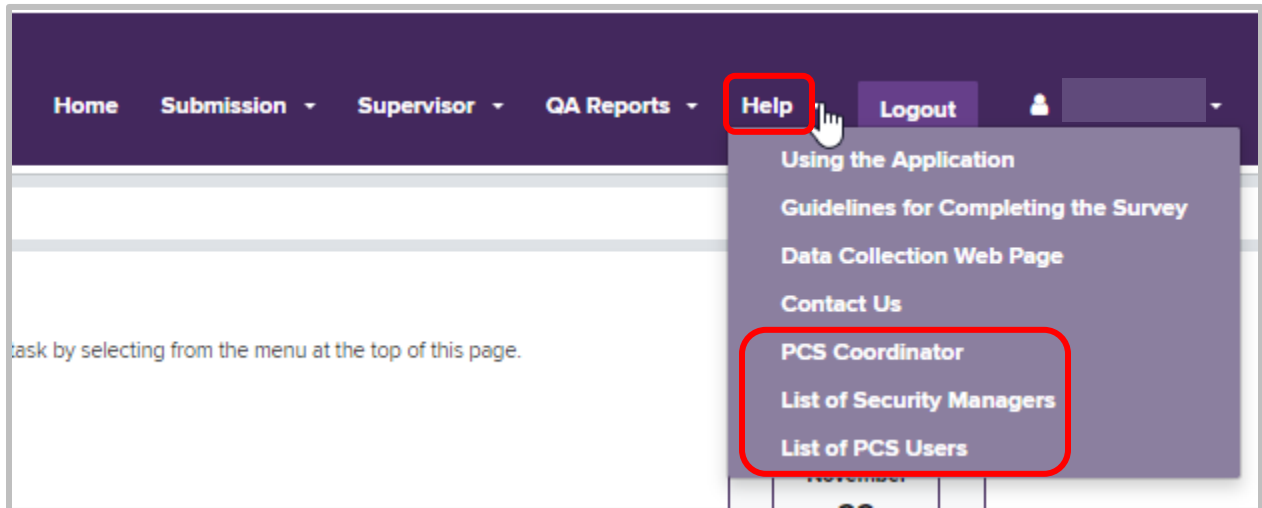 Home Submission Supervisor QA Reports Help Logout
Using the Application
Guidelines for Completing the Survey
Data Collection Web Page
Contact Us
task by selecting from the menu at the top of this page.
PCS Coordinator
List of Security Managers
List of PCS Users
November